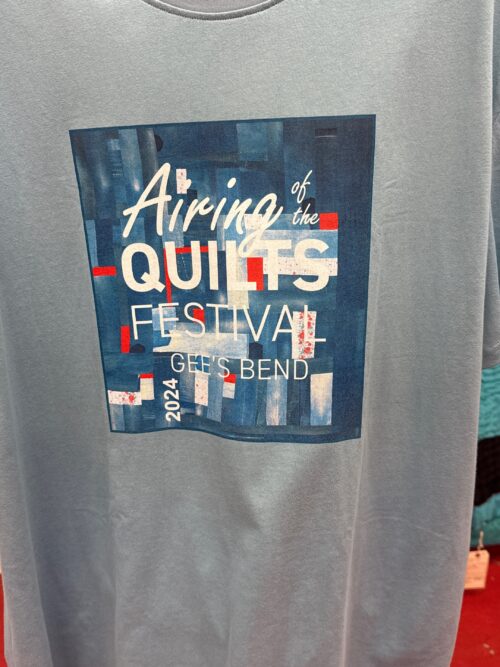 Airing of the
QUILTS
FESTIVAL
GEE'S BEND
2024